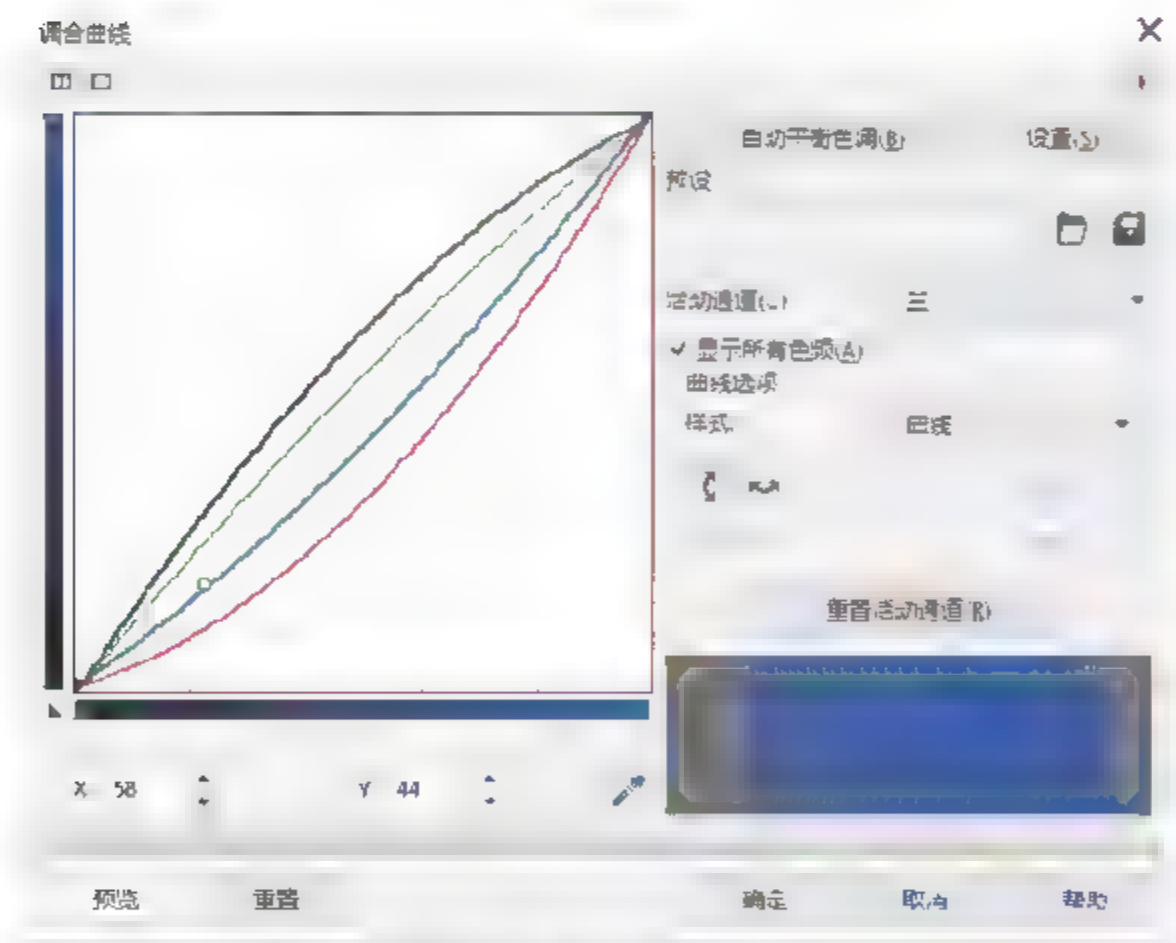 调合曲线
自动平衡色调(B) 设置(S)
预设
活动通道(C)
✓ 显示所有色频(A)
曲线选项
样式 曲线
重置活动通道(R)
X 58 Y 44
预览 重置 确定 取消 帮助